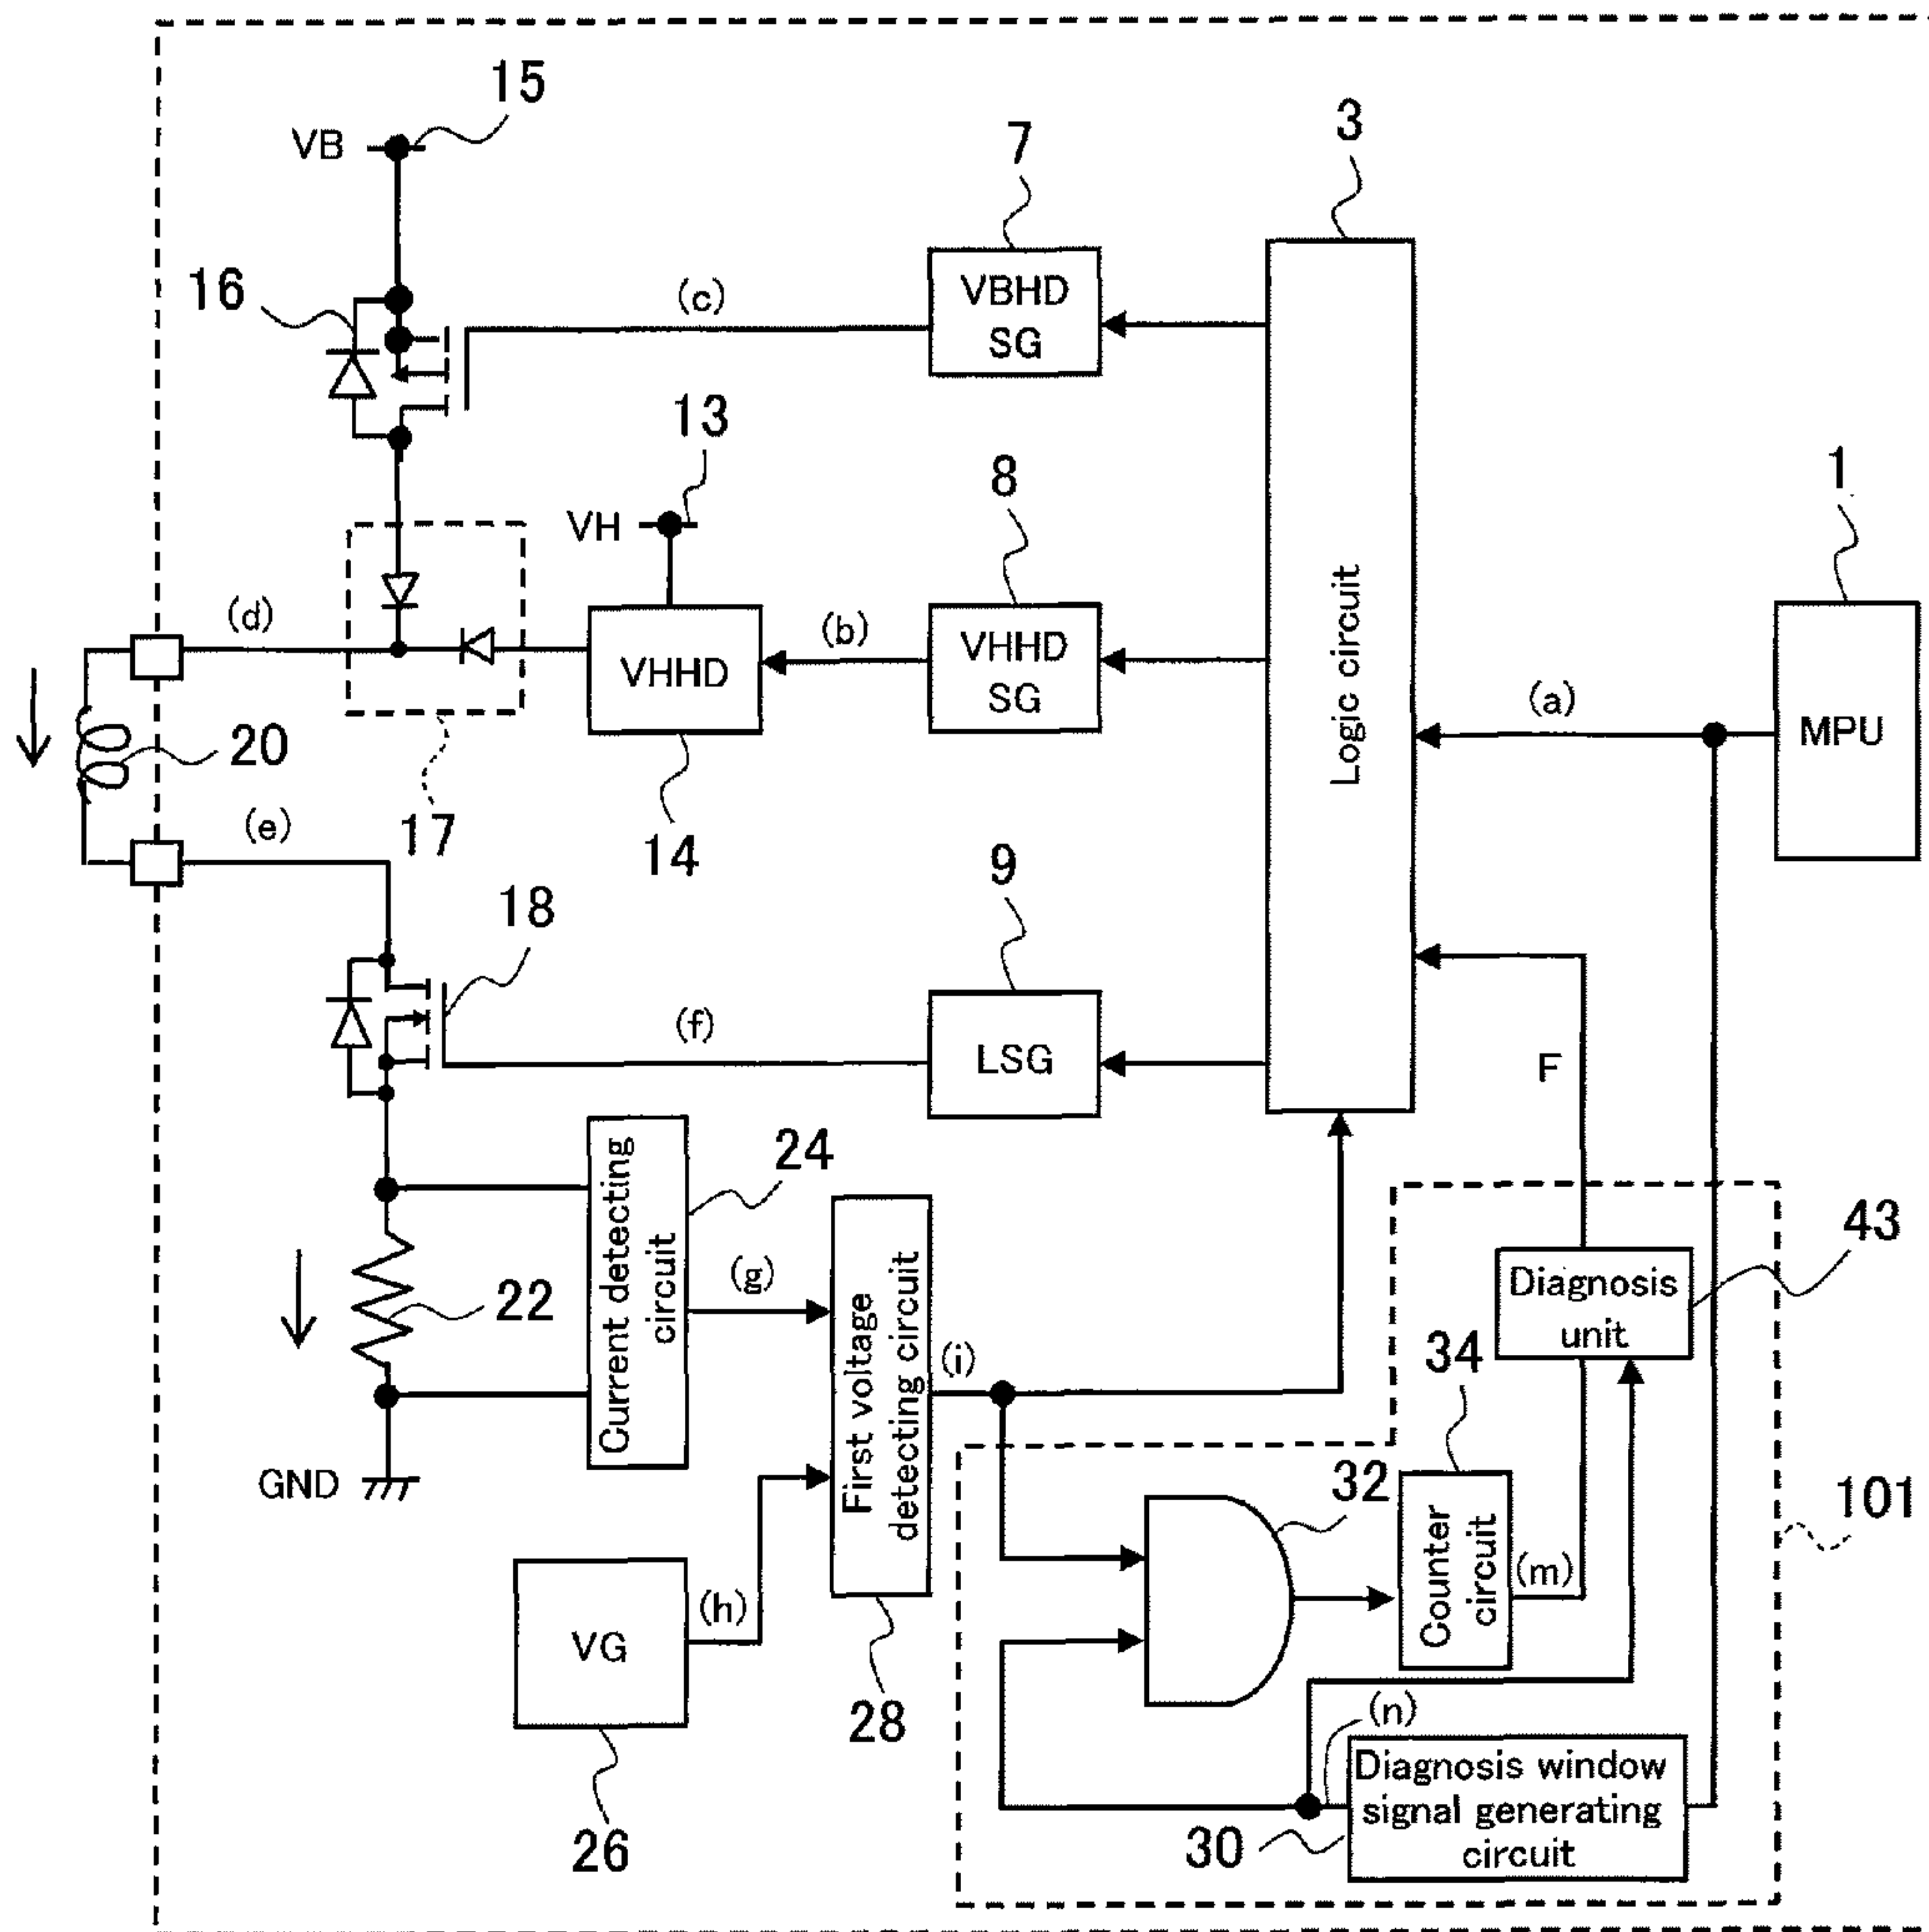 15
VB
7
3
16
(c)
VBHD
SG
13
8
1
VH
(d)
(b)
VHHD
VHHD
SG
Logic circuit
(a)
MPU
20
17
14
(e)
9
18
(f)
LSG
F
24
Current detecting
circuit
43
(g)
First voltage
detecting circuit
Diagnosis
unit
22
(i)
34
GND
32
101
Counter
circuit
(m)
(h)
VG
28
(n)
Diagnosis window
signal generating
circuit
30
26